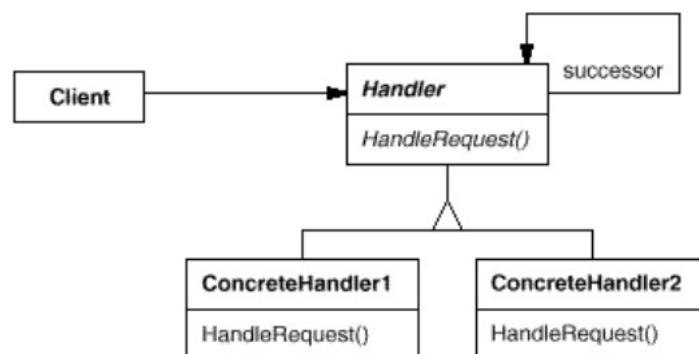 successor
Client
Handler
HandleRequest()
ConcreteHandler1
ConcreteHandler2
HandleRequest()
HandleRequest()